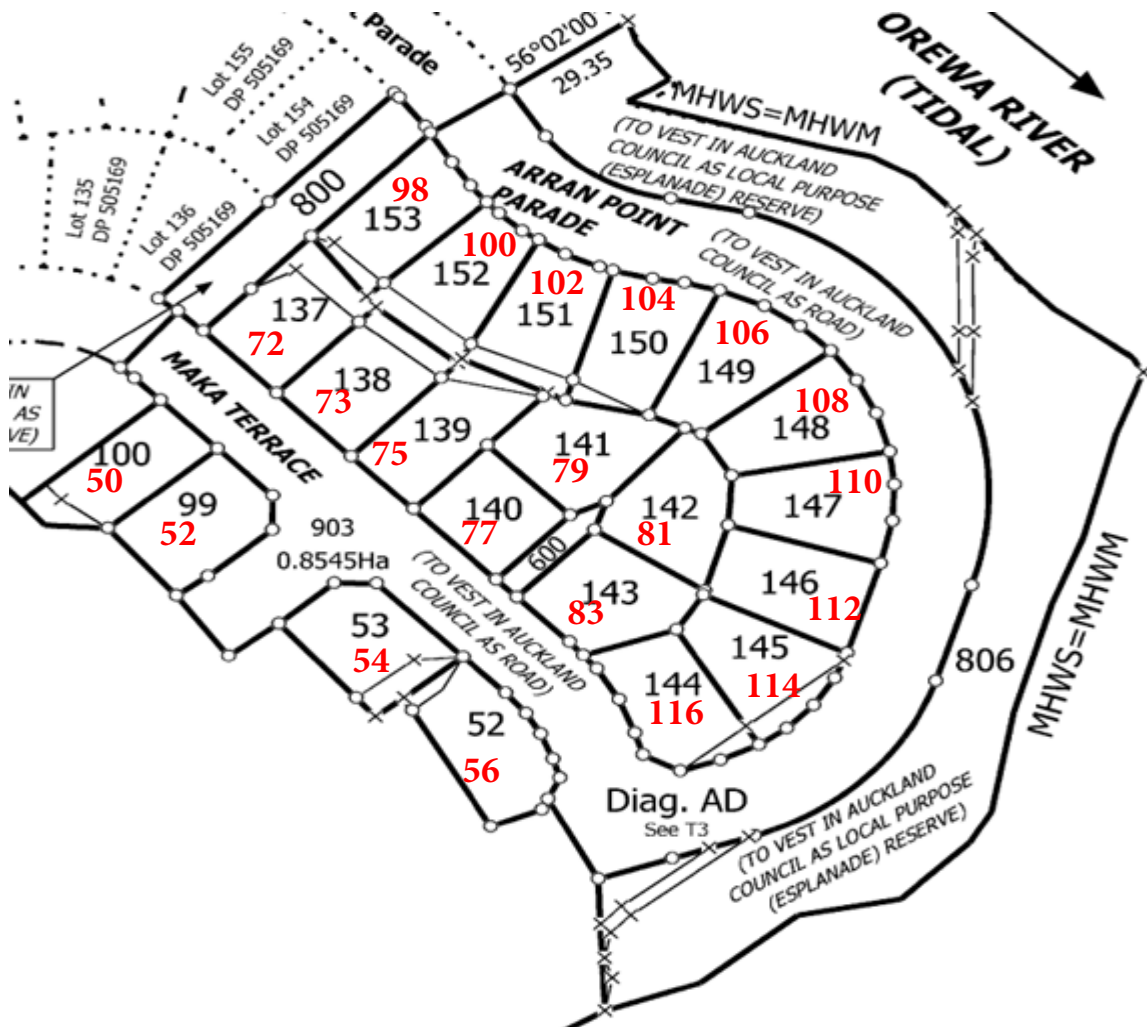 Parade
56°02'00"
29.35
OREWA RIVER
(TIDAL)
MHWS=MHWM
(TO VEST IN AUCKLAND
COUNCIL AS LOCAL PURPOSE
(ESPLANADE) RESERVE)
Lot 155
DP 505169
Lot 154
DP 505169
Lot 135
DP 505169
Lot 136
DP 505169
800
ARRAN POINT
PARADE
(TO VEST IN AUCKLAND
COUNCIL AS ROAD)
98
153
100
152
102
151
104
150
106
149
108
148
110
147
146
112
145
114
144
116
137
72
138
73
139
75
141
79
140
77
142
81
600
143
83
MAKA TERRACE
IN
AS
VE)
100
50
99
52
903
0.8545Ha
(TO VEST IN AUCKLAND
COUNCIL AS ROAD)
53
54
52
56
806
MHWS=MHWM
Diag. AD
See T3
(TO VEST IN AUCKLAND
COUNCIL AS LOCAL PURPOSE
(ESPLANADE) RESERVE)